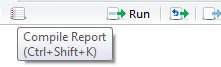 Run
Compile Report
(Ctrl+Shift+K)